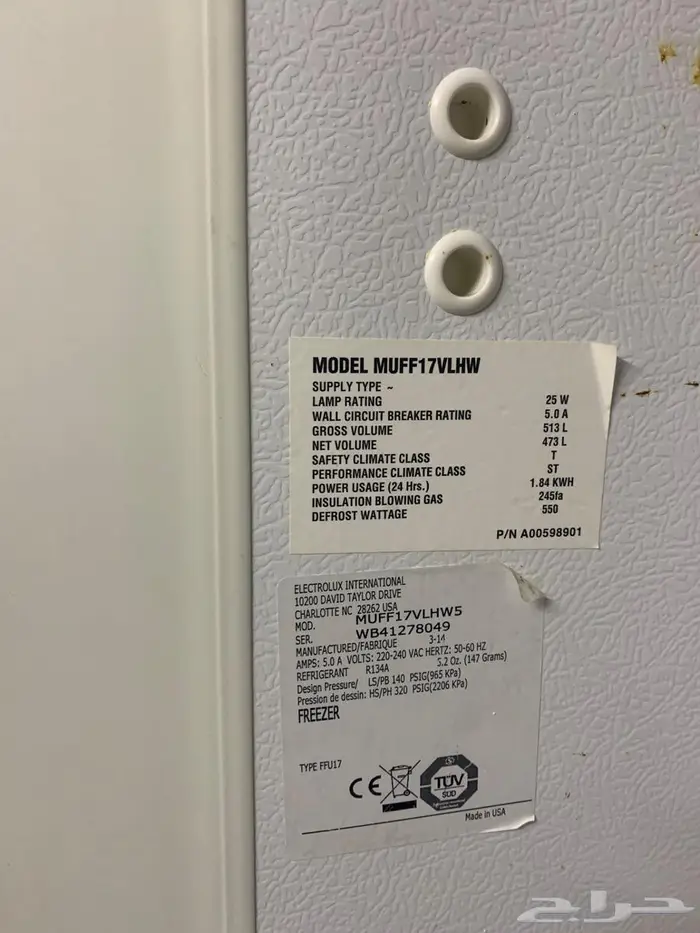 MODEL MUFF17VLHW
SUPPLY TYPE ~
LAMP RATING 25 W
WALL CIRCUIT BREAKER RATING 5.0 A
GROSS VOLUME 513 L
NET VOLUME 473 L
SAFETY CLIMATE CLASS T
PERFORMANCE CLIMATE CLASS ST
POWER USAGE (24 Hrs.) 1.84 KWH
INSULATION BLOWING GAS 245fa
DEFROST WATTAGE 550
P/N A00598901
ELECTROLUX INTERNATIONAL
10200 DAVID TAYLOR DRIVE
CHARLOTTE NC 28262 USA
MOD. MUFF17VLHW5
SER. WB41278049
MANUFACTURED/FABRIQUE 3-14
AMPS: 5.0 A VOLTS: 220-240 VAC HERTZ: 50-60 HZ
REFRIGERANT R134A 5.2 Oz. (147 Grams)
Design Pressure/ LS/PB 140 PSIG(965 KPa)
Pression de dessin: HS/PH 320 PSIG(2206 KPa)
FREEZER
TYPE FFU17
CE
TÜV
SÜD
Made in USA
حراج